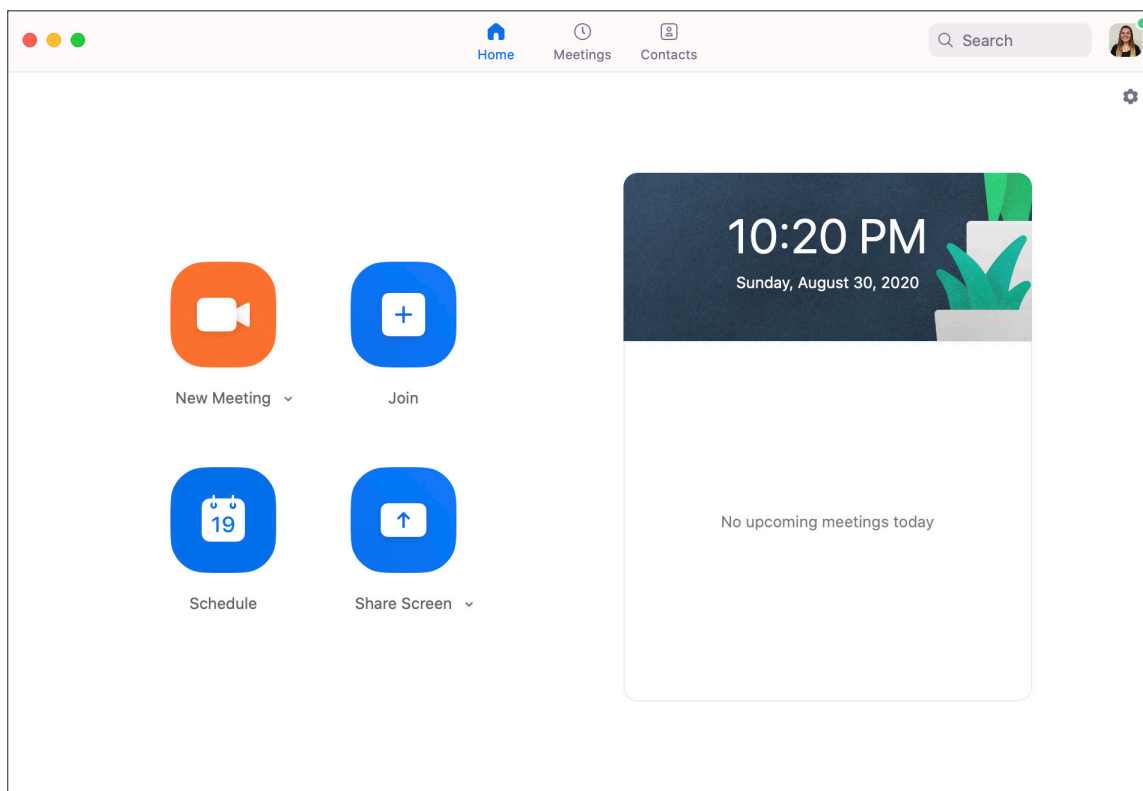 Home
Meetings
Contacts
Search
10:20 PM
Sunday, August 30, 2020
New Meeting
Join
19
Schedule
Share Screen
No upcoming meetings today